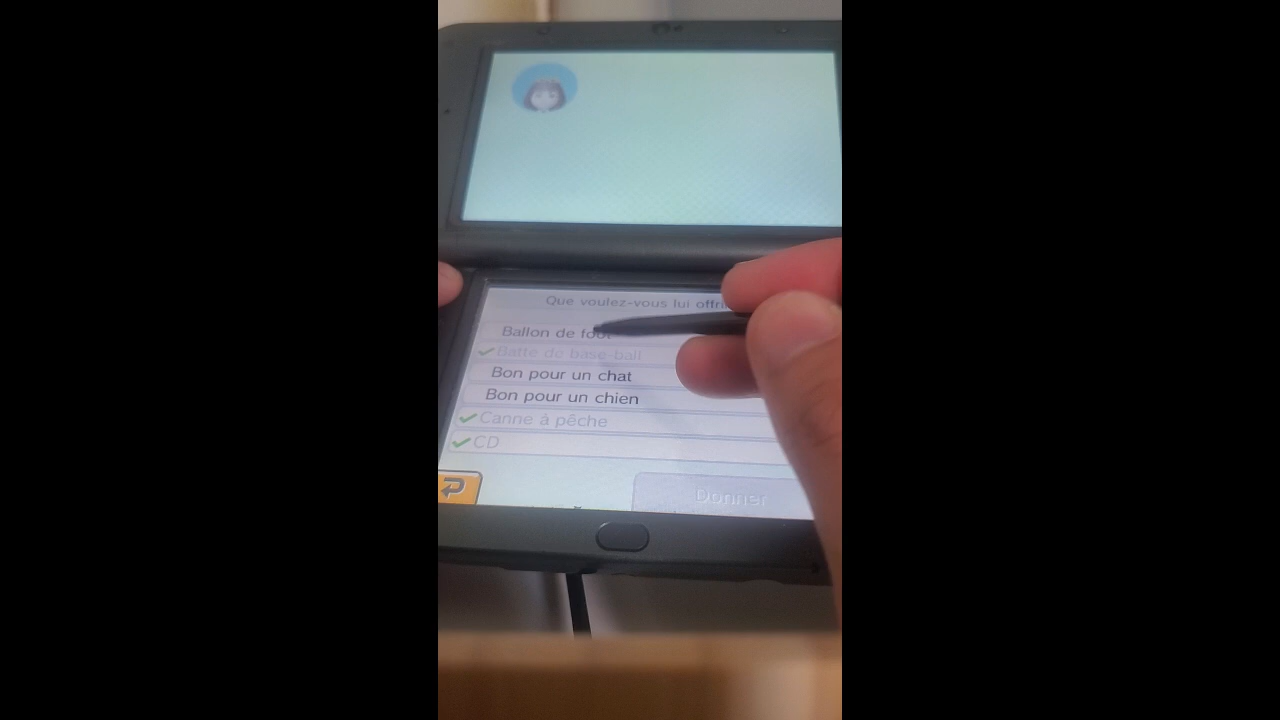 Que voulez-vous lui offrir
Ballon de foot
Batte de base-ball
Bon pour un chat
Bon pour un chien
Canne à pêche
CD
Donner